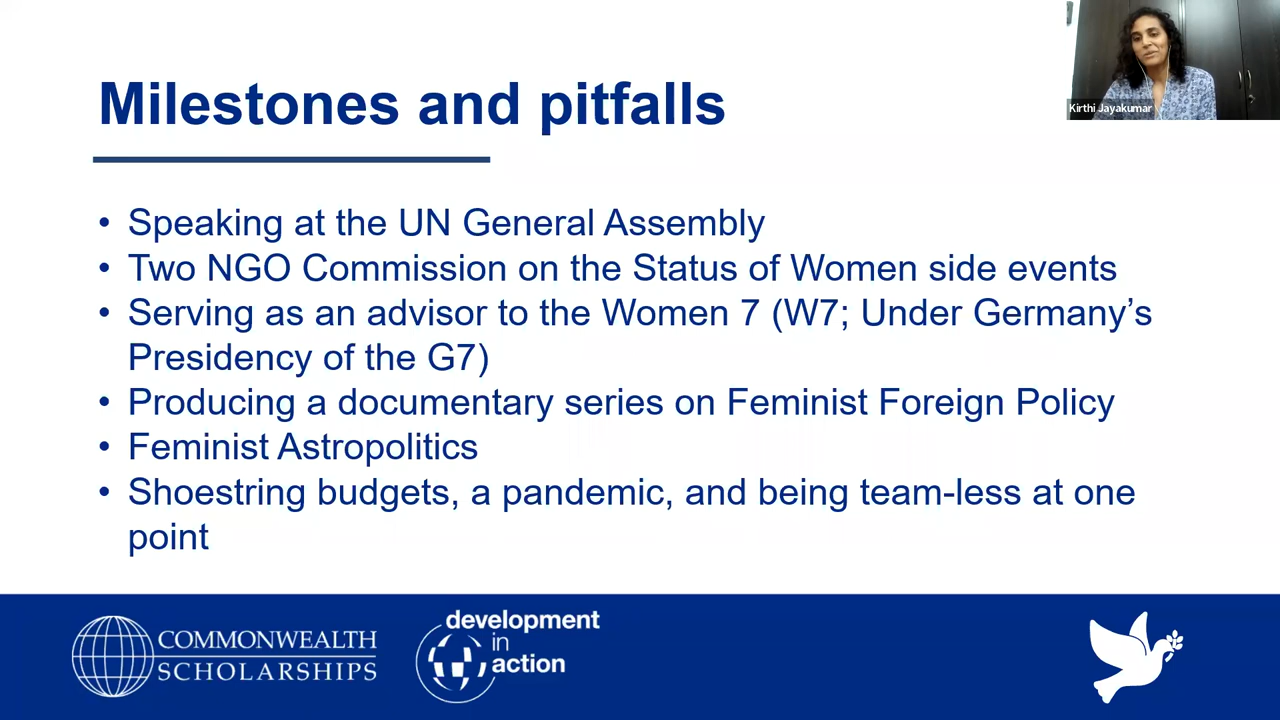 Milestones and pitfalls
Kirthi Jayakumar
• Speaking at the UN General Assembly
• Two NGO Commission on the Status of Women side events
• Serving as an advisor to the Women 7 (W7; Under Germany’s
Presidency of the G7)
• Producing a documentary series on Feminist Foreign Policy
• Feminist Astropolitics
• Shoestring budgets, a pandemic, and being team-less at one
point
COMMONWEALTH
SCHOLARSHIPS
development
in
action